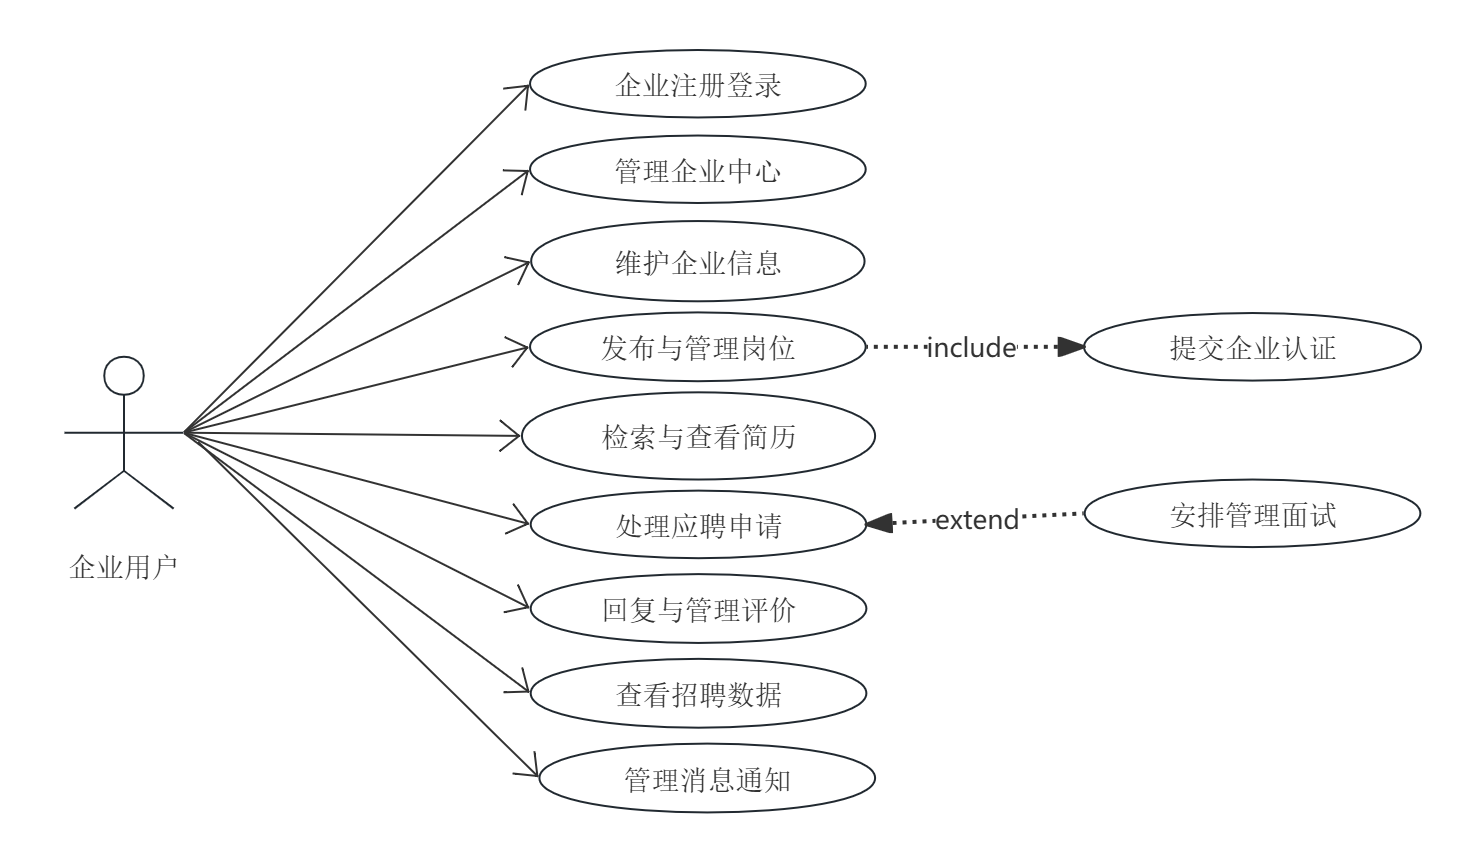 企业注册登录
管理企业中心
维护企业信息
发布与管理岗位
include
提交企业认证
检索与查看简历
处理应聘申请
extend
安排管理面试
企业用户
回复与管理评价
查看招聘数据
管理消息通知